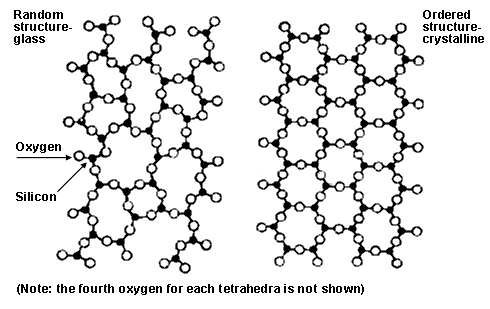 Random
structure-
glass
Ordered
structure-
crystalline
Oxygen
Silicon
(Note: the fourth oxygen for each tetrahedra is not shown)